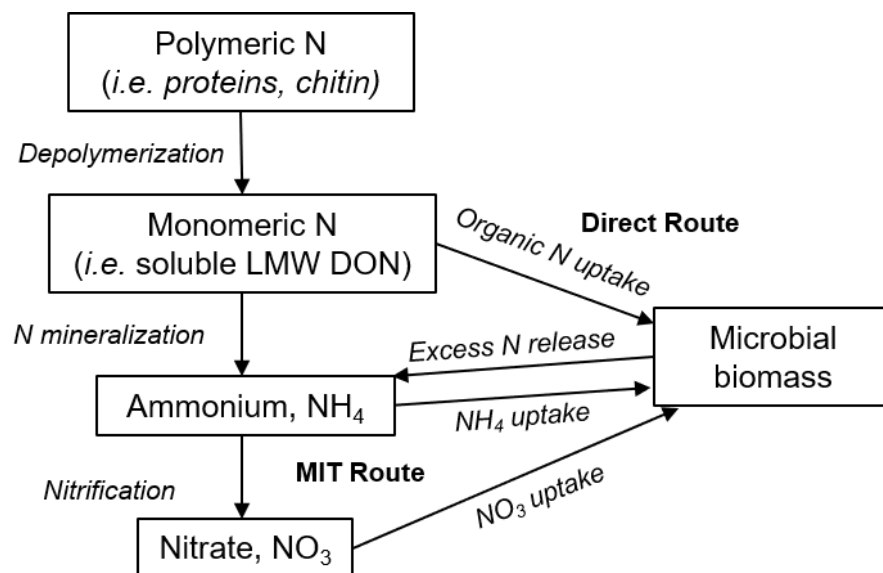 Polymeric N
(i.e. proteins, chitin)
Depolymerization
Monomeric N
(i.e. soluble LMW DON)
Organic N uptake
Direct Route
N mineralization
Excess N release
Microbial
biomass
Ammonium, NH₄
NH₄ uptake
MIT Route
Nitrification
NO₃ uptake
Nitrate, NO₃